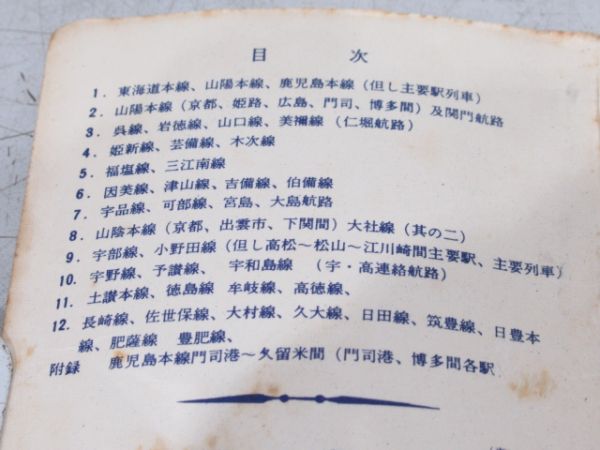 目　次
1. 東海道本線、山陽本線、鹿児島本線（但し主要駅列車）
2. 山陽本線（京都、姫路、広島、門司、博多間）及関門航路
3. 呉線、岩徳線、山口線、美禰線（仁堀航路）
4. 姫新線、芸備線、木次線
5. 福塩線、三江南線
6. 因美線、津山線、吉備線、伯備線
7. 宇品線、可部線、宮島、大島航路
8. 山陰本線（京都、出雲市、下関間）大社線（其の二）
9. 宇部線、小野田線（但し高松～松山～江川崎間主要駅、主要列車）
10. 宇野線、予讃線、　宇和島線　（宇・高連絡航路）
11. 土讃本線、徳島線　牟岐線、高徳線、
12. 長崎線、佐世保線、大村線、久大線、日田線、筑豊線、日豊本
線、肥薩線　豊肥線、
附録　鹿児島本線門司港～久留米間（門司港、博多間各駅